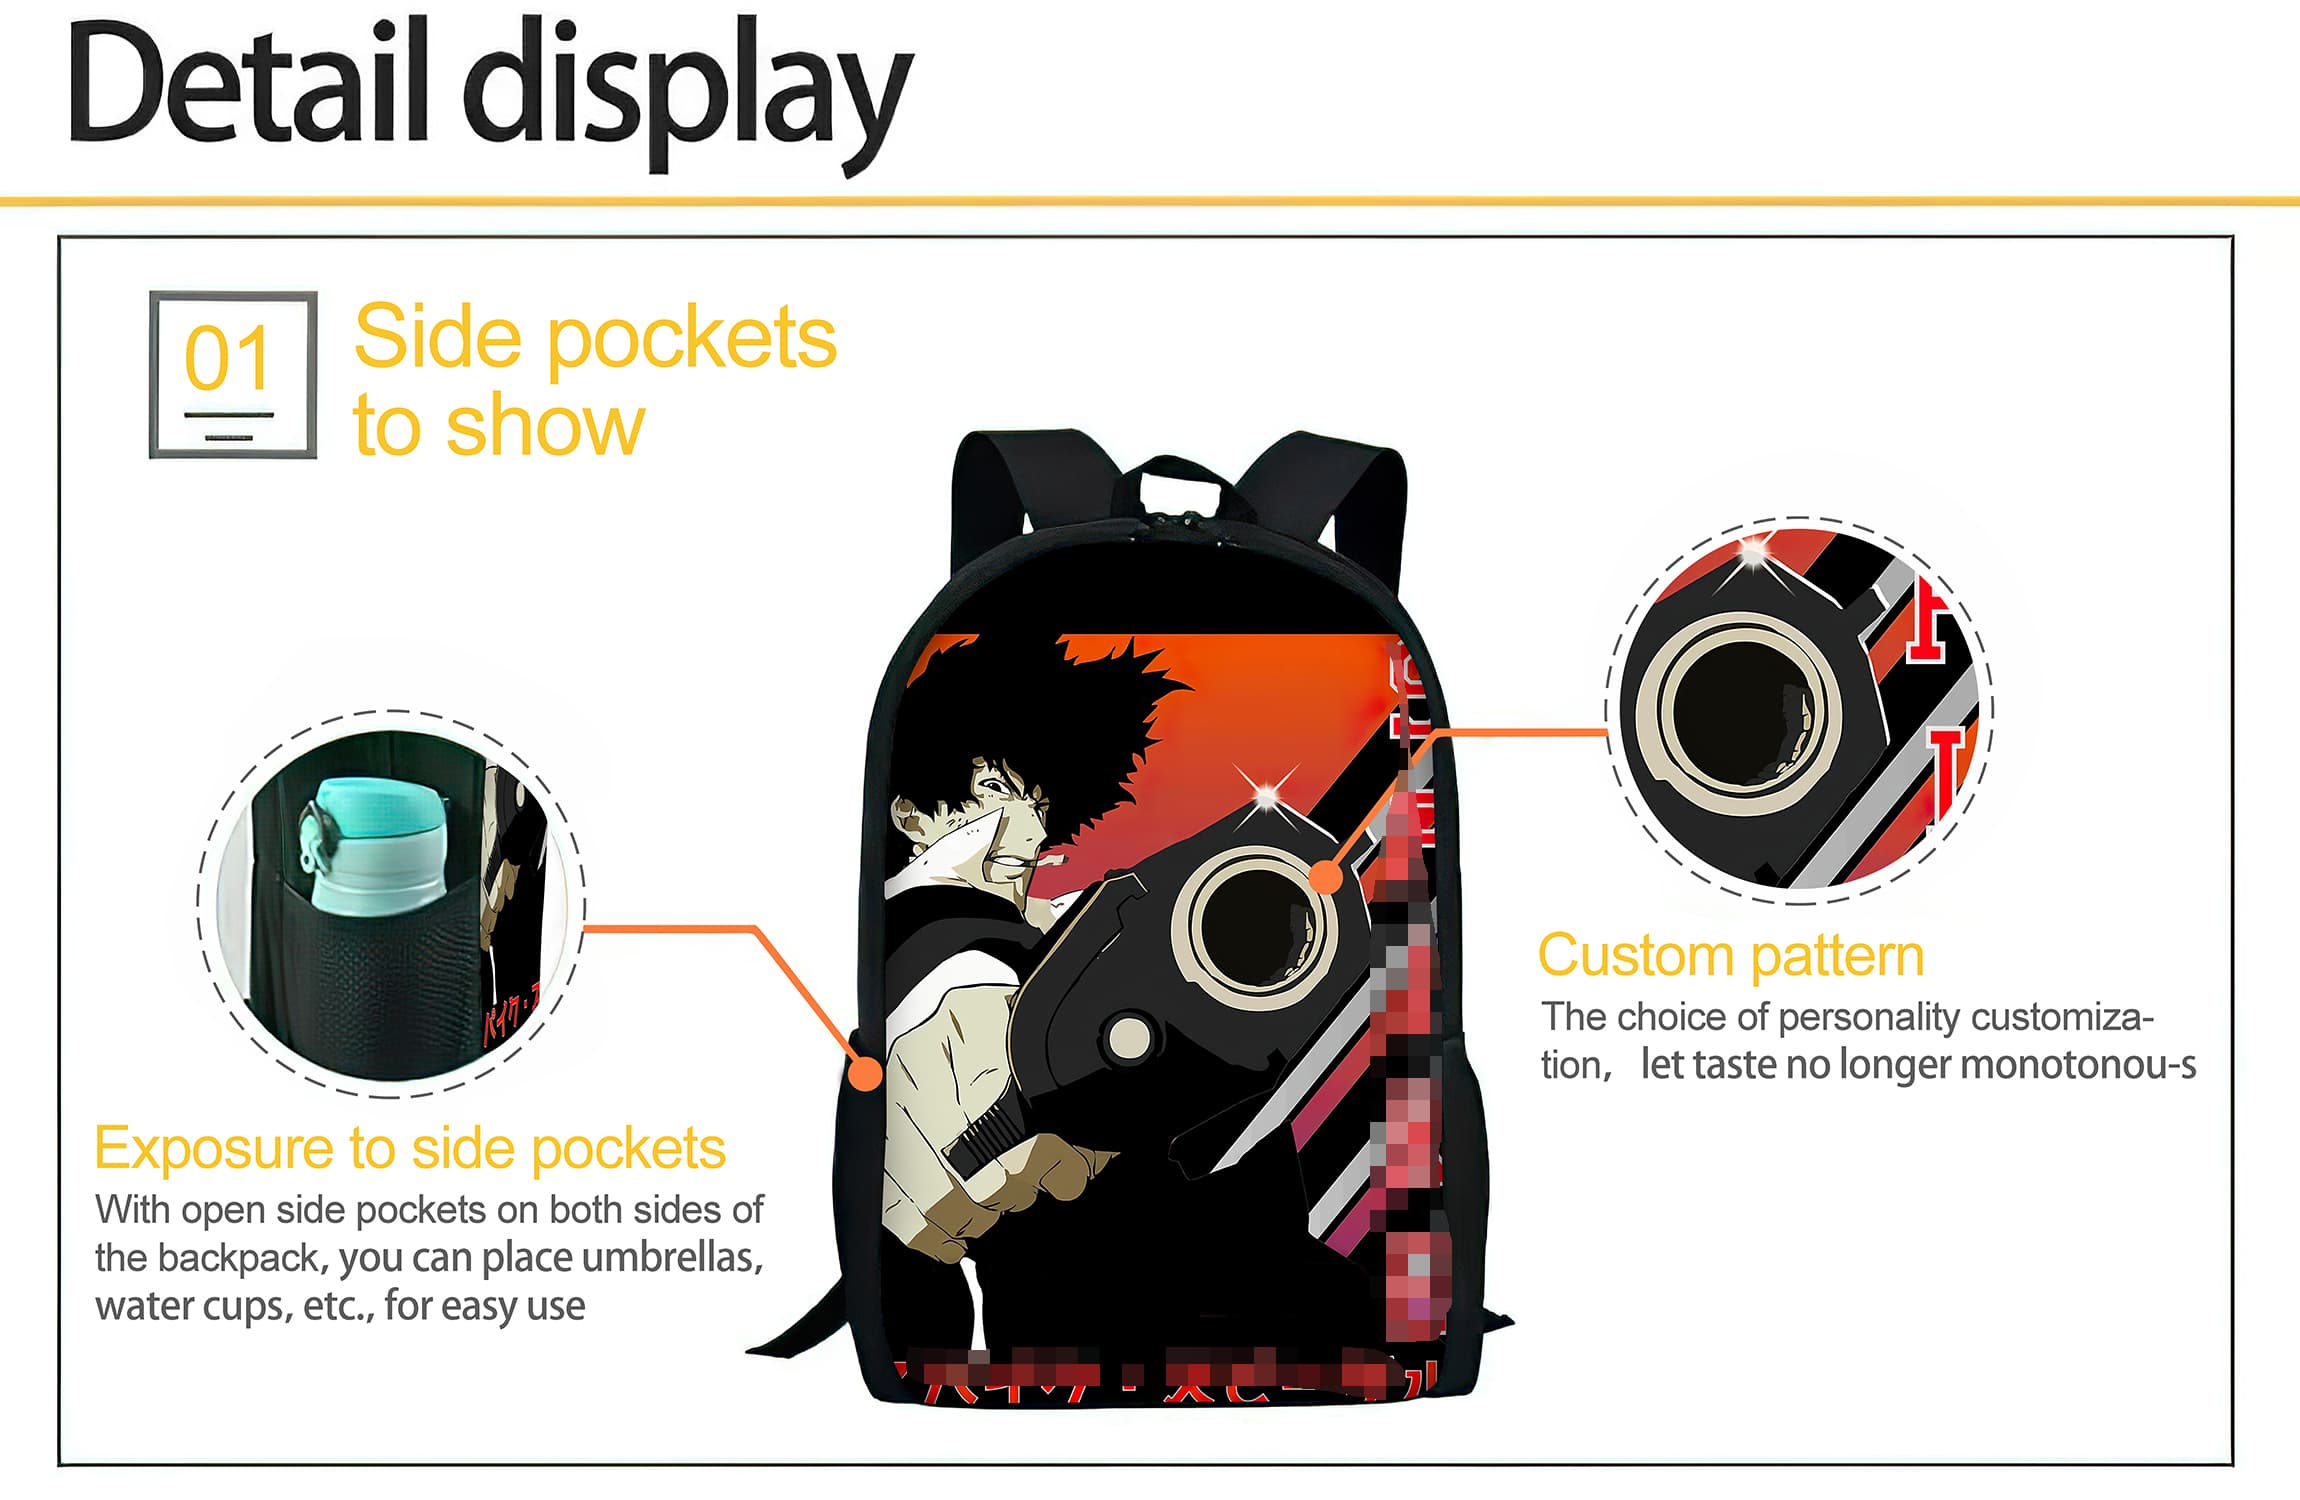 Detail display
01
Side pockets
to show
Custom pattern
The choice of personality customiza-
tion, let taste no longer monotonou-s
Exposure to side pockets
With open side pockets on both sides of
the backpack, you can place umbrellas,
water cups, etc., for easy use